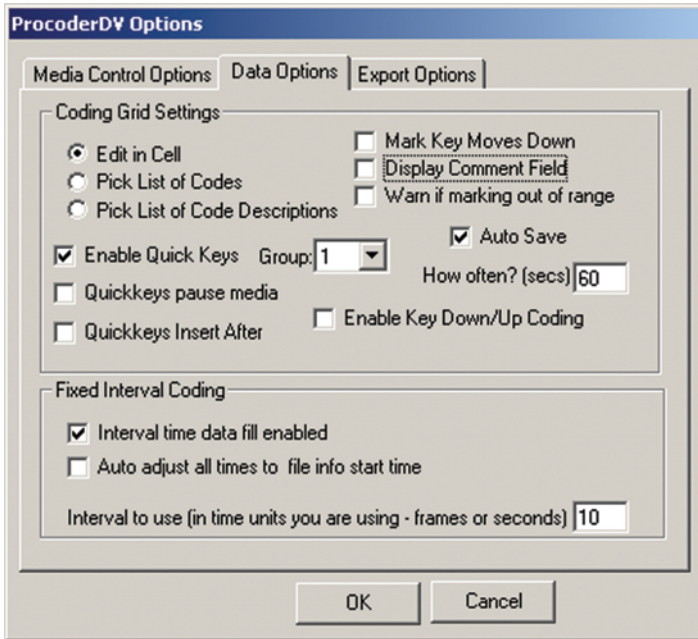 ProcoderDV Options
Media Control Options Data Options Export Options
Coding Grid Settings
Edit in Cell
Pick List of Codes
Pick List of Code Descriptions
Mark Key Moves Down
Display Comment Field
Warn if marking out of range
Enable Quick Keys Group: 1
Auto Save
How often? (secs) 60
Quickkeys pause media
Quickkeys Insert After
Enable Key Down/Up Coding
Fixed Interval Coding
Interval time data fill enabled
Auto adjust all times to file info start time
Interval to use (in time units you are using - frames or seconds) 10
OK Cancel